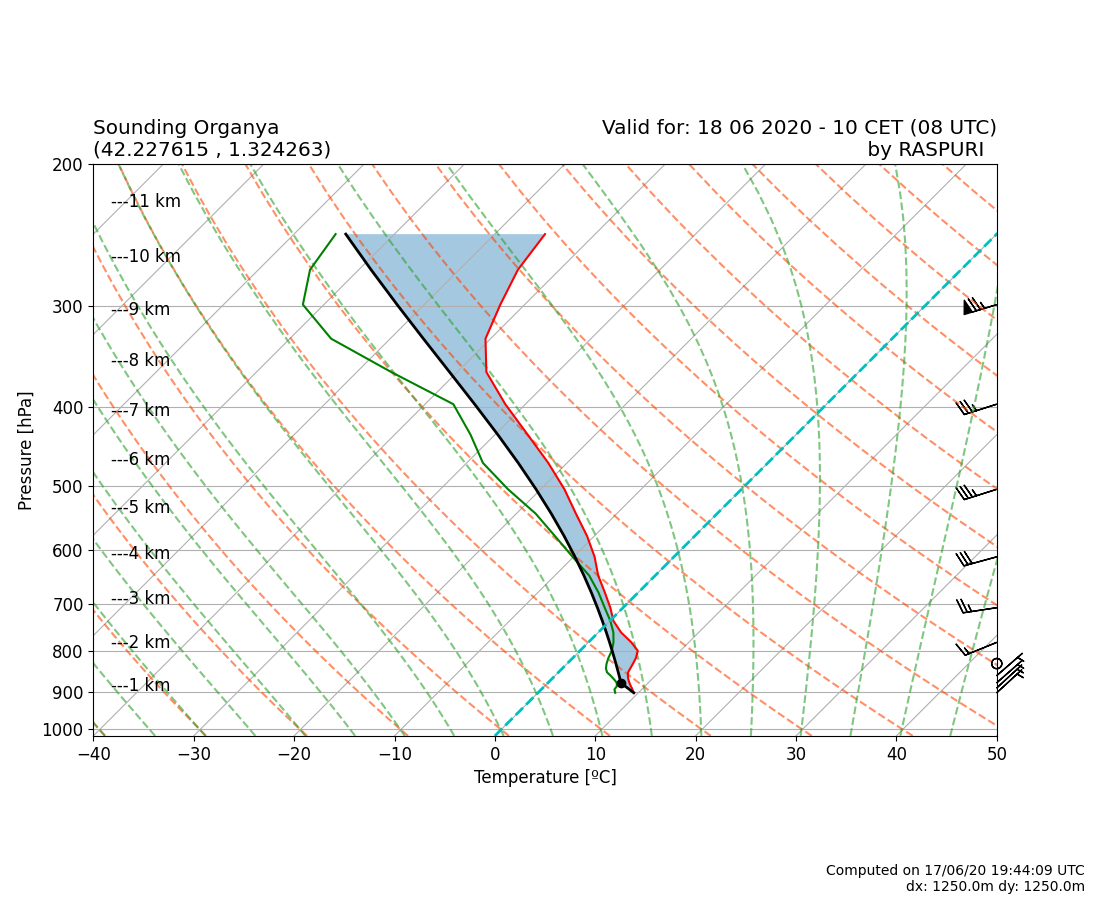 Sounding Organya
(42.227615 , 1.324263)
Valid for: 18 06 2020 - 10 CET (08 UTC)
by RASPURI
200
300
400
500
600
700
800
900
1000
Pressure [hPa]
---11 km
---10 km
---9 km
---8 km
---7 km
---6 km
---5 km
---4 km
---3 km
---2 km
---1 km
−40 −30 −20 −10 0 10 20 30 40 50
Temperature [ºC]
Computed on 17/06/20 19:44:09 UTC
dx: 1250.0m dy: 1250.0m